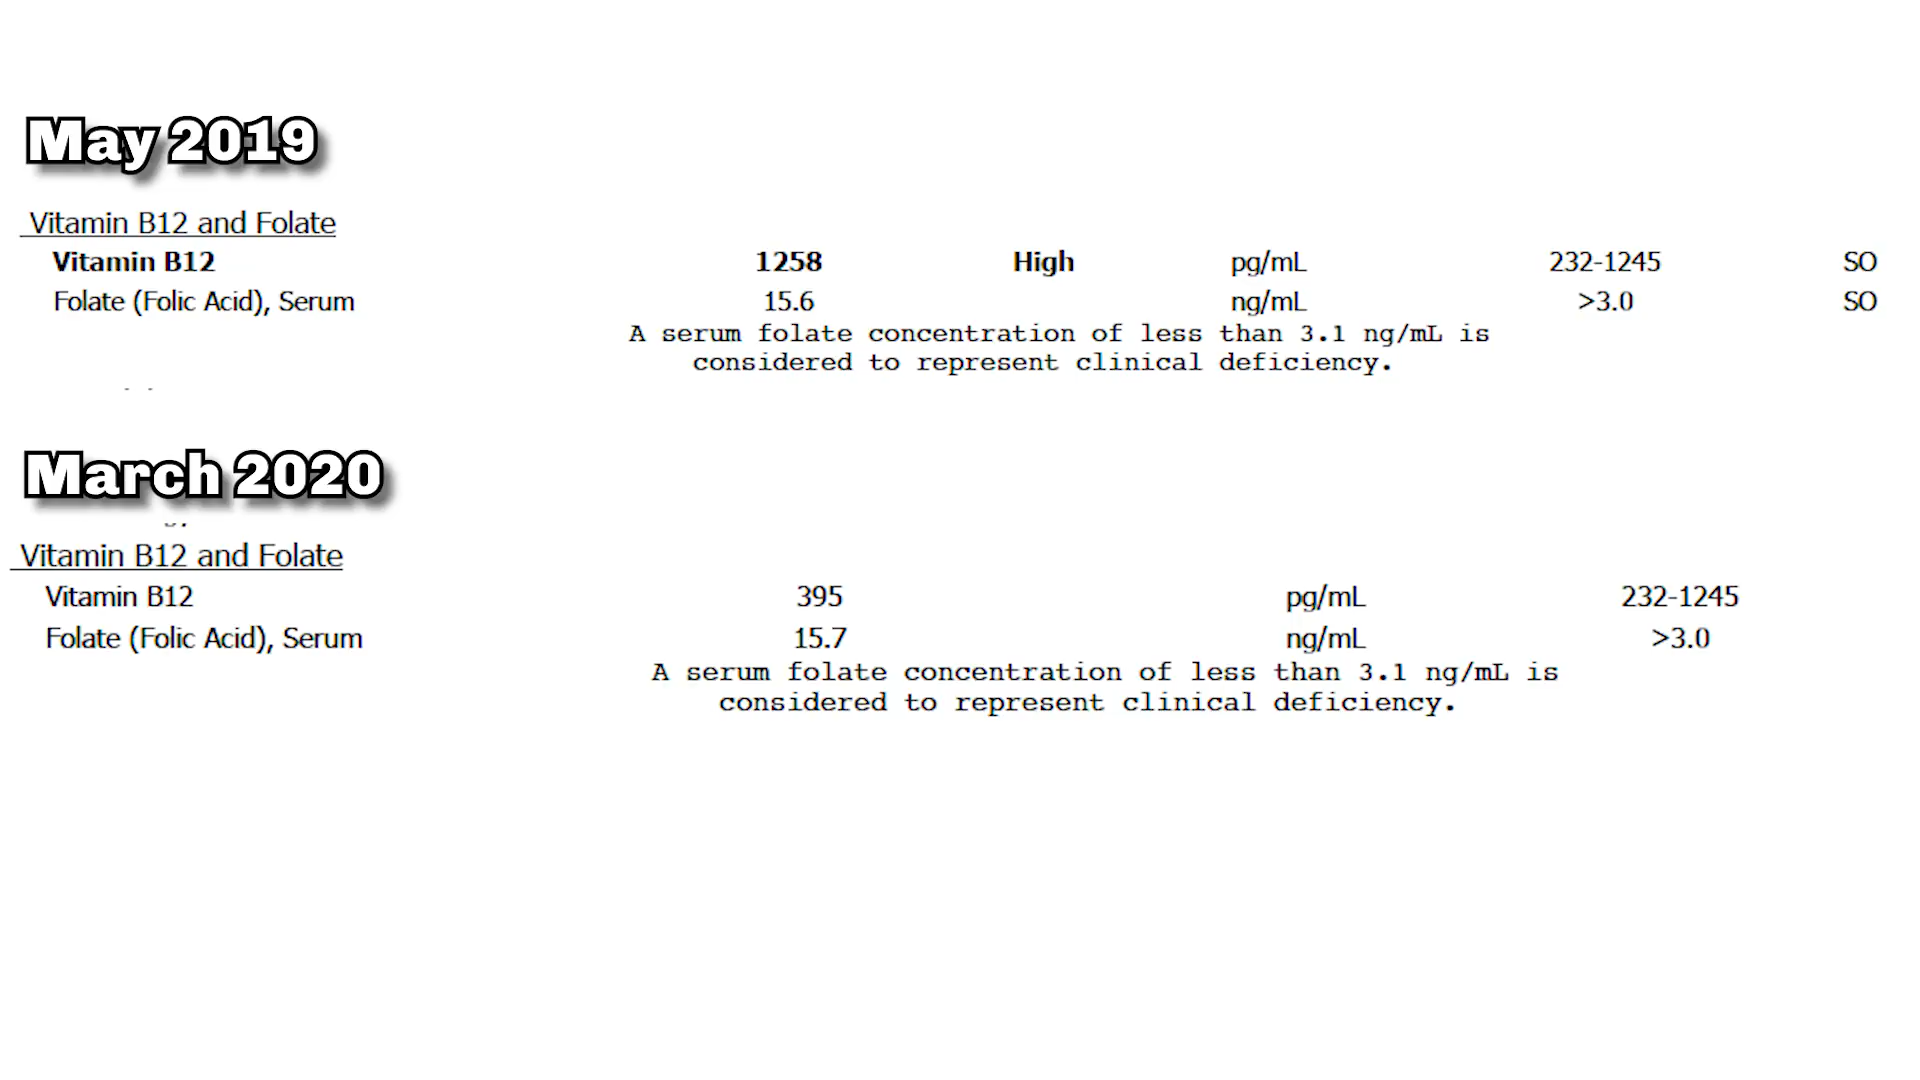 May 2019
Vitamin B12 and Folate
Vitamin B12 1258 High pg/mL 232-1245 SO
Folate (Folic Acid), Serum 15.6 ng/mL >3.0 SO
A serum folate concentration of less than 3.1 ng/mL is
considered to represent clinical deficiency.
March 2020
Vitamin B12 and Folate
Vitamin B12 395 pg/mL 232-1245
Folate (Folic Acid), Serum 15.7 ng/mL >3.0
A serum folate concentration of less than 3.1 ng/mL is
considered to represent clinical deficiency.